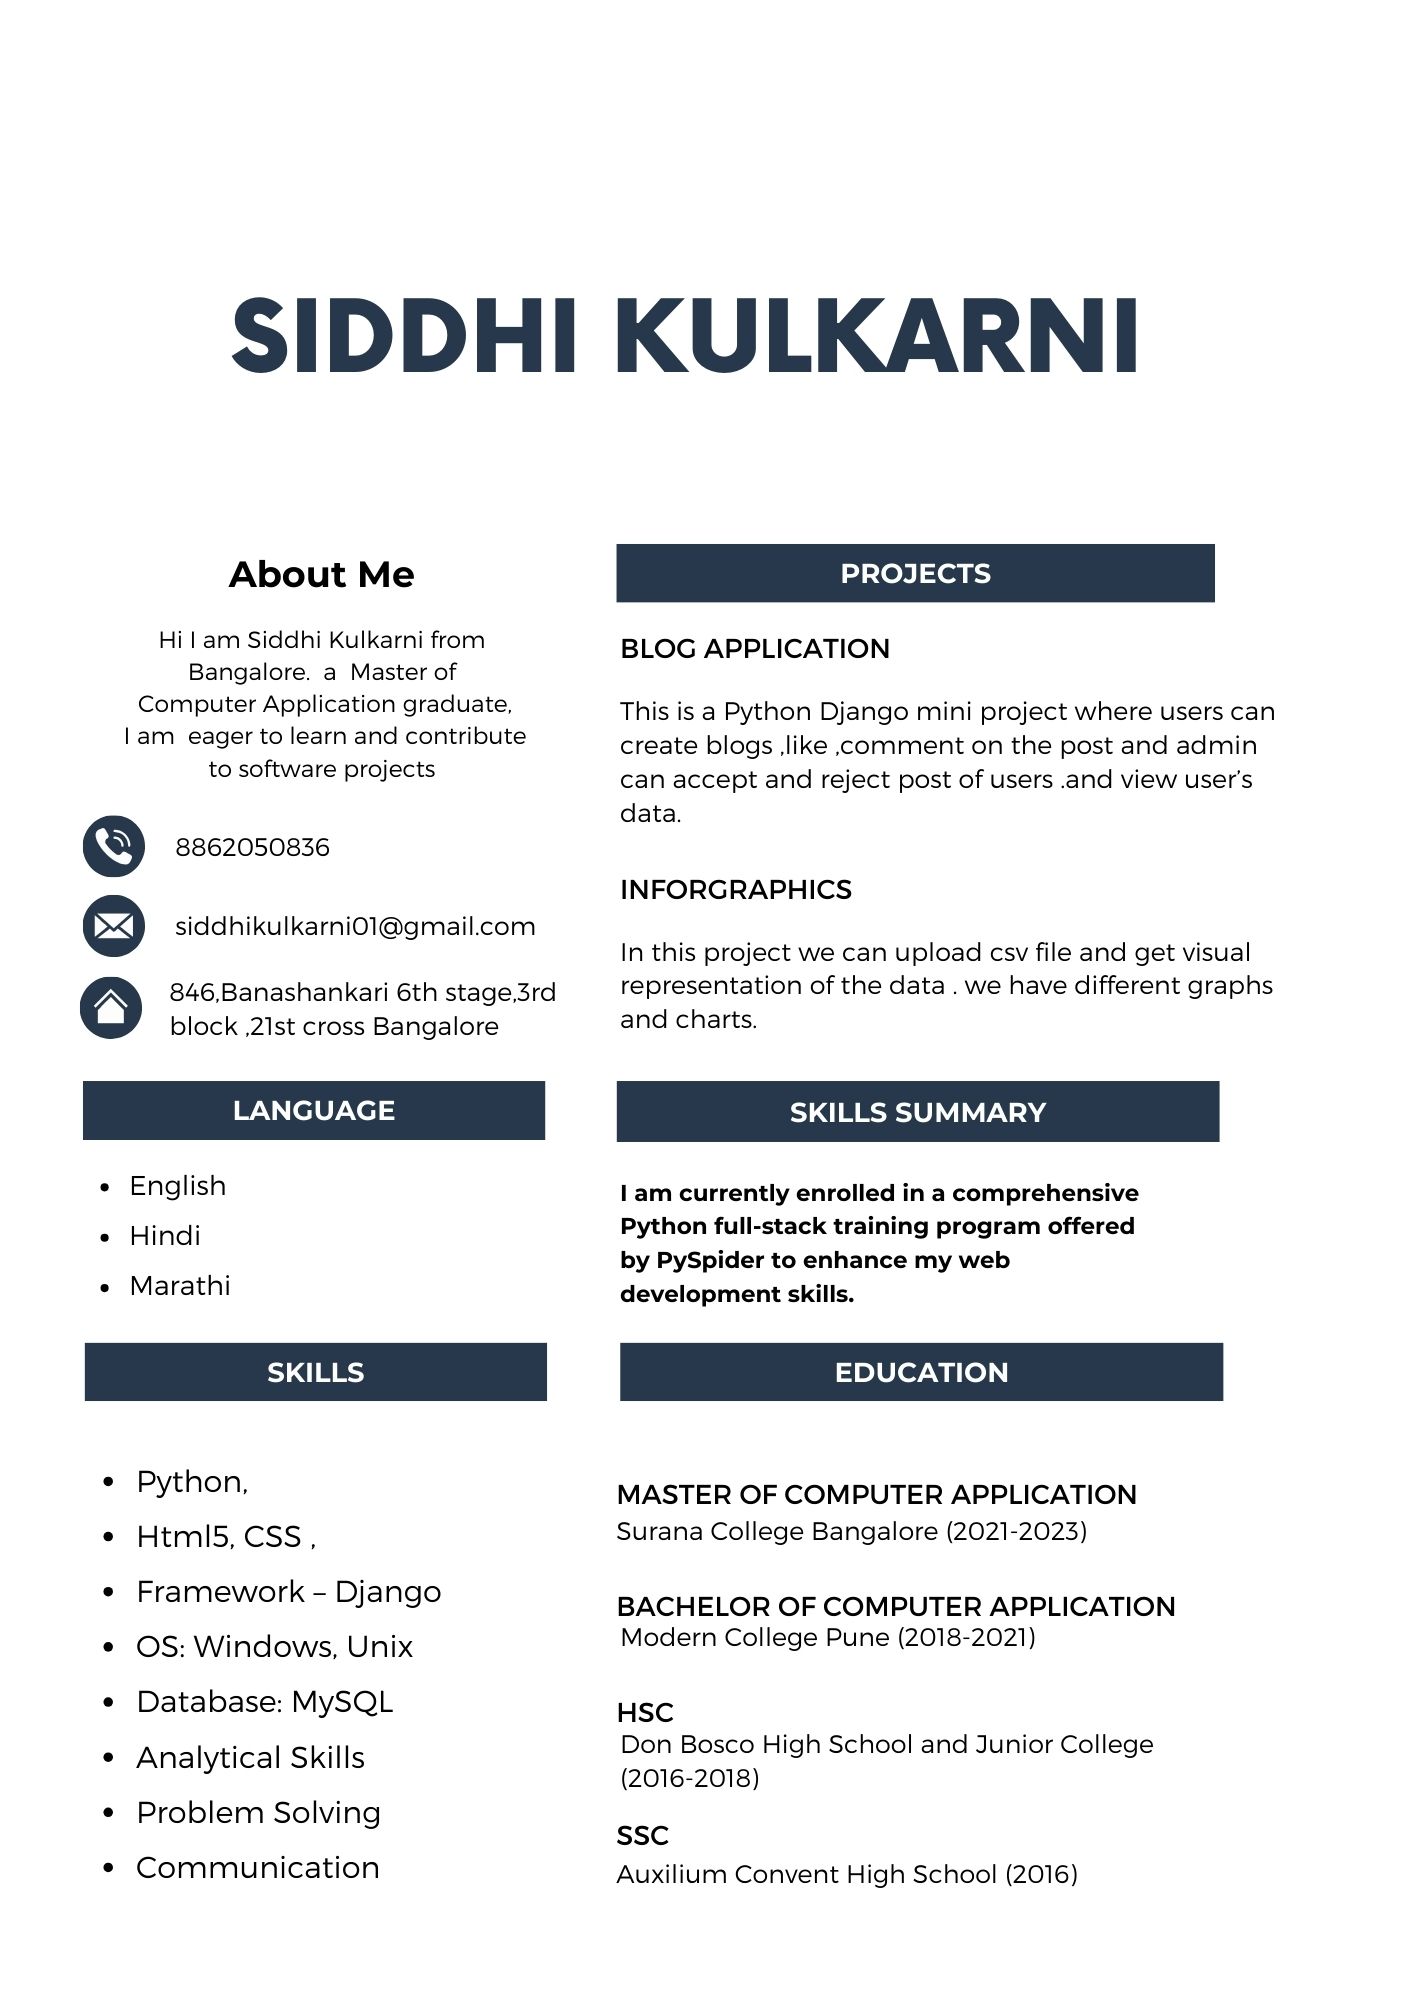 SIDDHI KULKARNI
About Me
Hi I am Siddhi Kulkarni from
Bangalore.  a  Master of
Computer Application graduate,
I am  eager to learn and contribute
to software projects
8862050836
siddhikulkarni01@gmail.com
846,Banashankari 6th stage,3rd
block ,21st cross Bangalore
LANGUAGE
• English
• Hindi
• Marathi
SKILLS
• Python,
• Html5, CSS ,
• Framework – Django
• OS: Windows, Unix
• Database: MySQL
• Analytical Skills
• Problem Solving
• Communication
PROJECTS
BLOG APPLICATION
This is a Python Django mini project where users can
create blogs ,like ,comment on the post and admin
can accept and reject post of users .and view user’s
data.
INFORGRAPHICS
In this project we can upload csv file and get visual
representation of the data . we have different graphs
and charts.
SKILLS SUMMARY
I am currently enrolled in a comprehensive
Python full-stack training program offered
by PySpider to enhance my web
development skills.
EDUCATION
MASTER OF COMPUTER APPLICATION
Surana College Bangalore (2021-2023)
BACHELOR OF COMPUTER APPLICATION
Modern College Pune (2018-2021)
HSC
Don Bosco High School and Junior College
(2016-2018)
SSC
Auxilium Convent High School (2016)